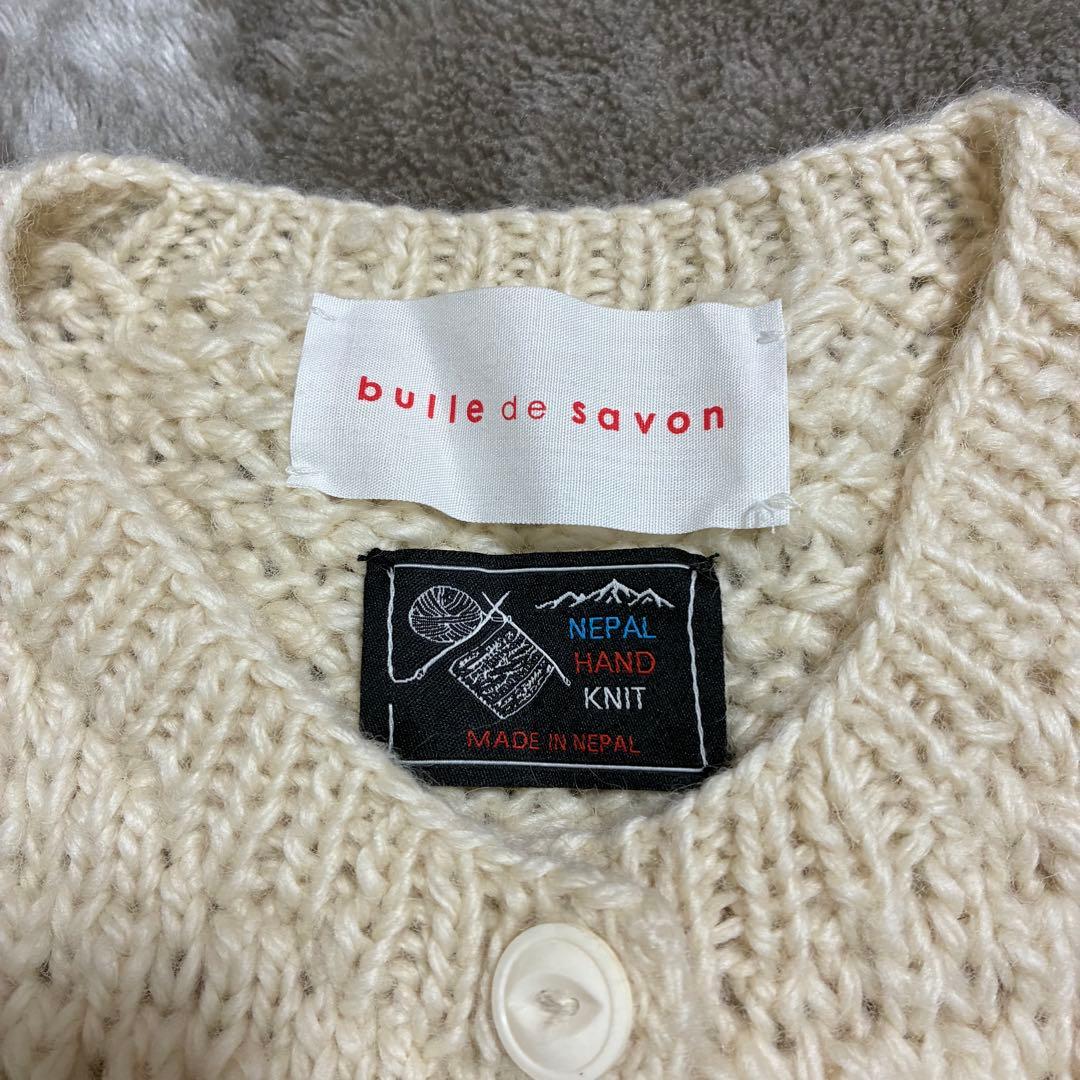 bulle de savon
NEPAL
HAND
KNIT
MADE IN NEPAL